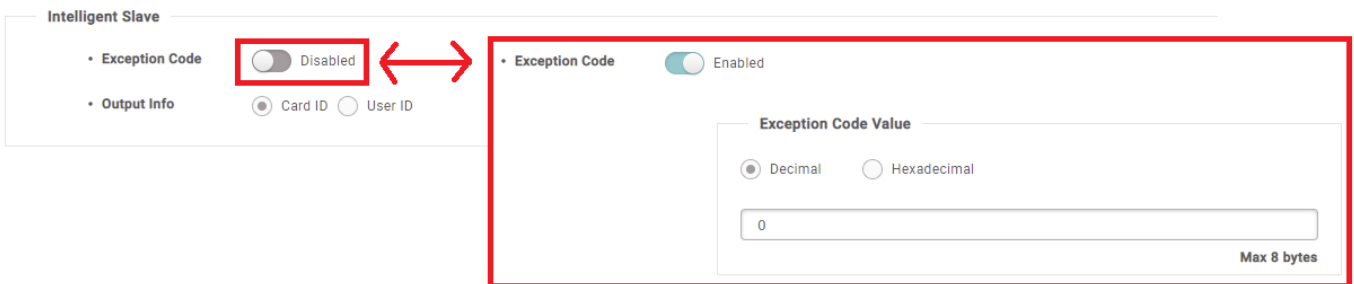 Intelligent Slave
• Exception Code Disabled
• Output Info Card ID User ID
• Exception Code Enabled
Exception Code Value
Decimal Hexadecimal
0
Max 8 bytes